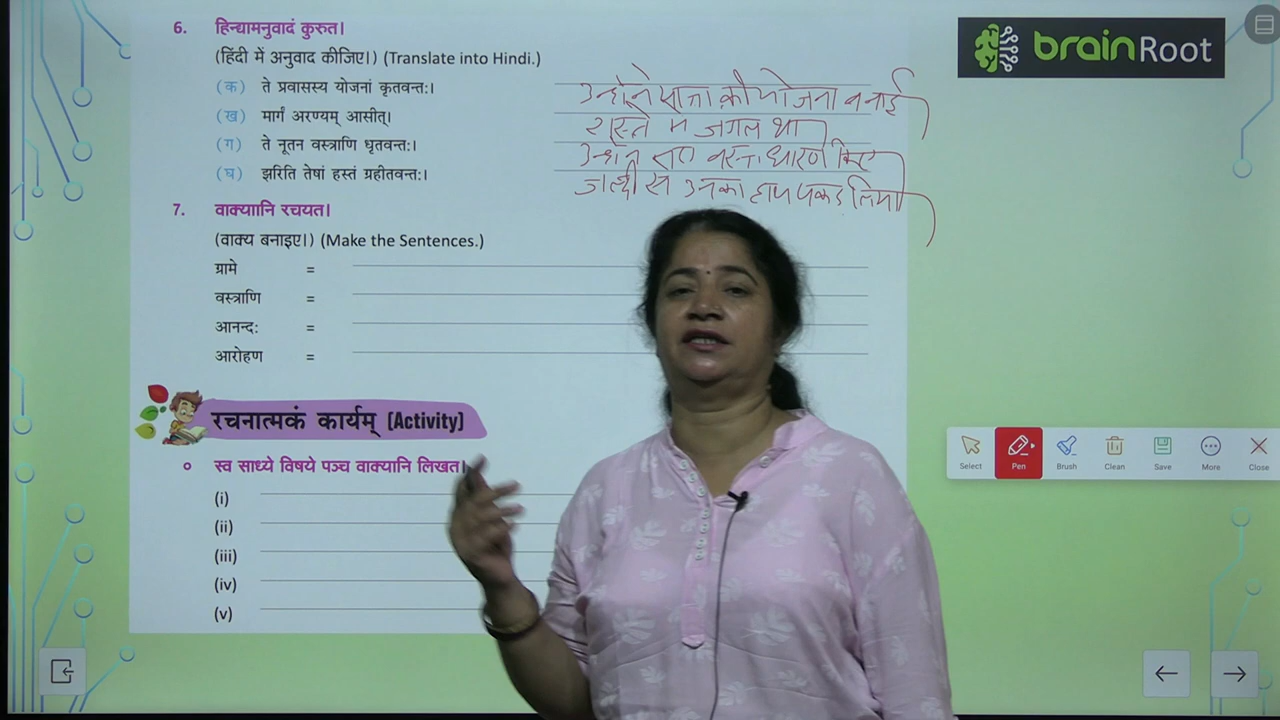 6. हिन्द्यामनुवादं कुरुत।
(हिंदी में अनुवाद कीजिए।) (Translate into Hindi.)
(क) ते प्रवासस्य योजनां कृतवन्तः। उन्होंने यात्रा की योजना बनाई
(ख) मार्गं अरण्यम् आसीत्। रास्ते में जंगल था
(ग) ते नूतन वस्त्राणि घृतवन्तः। उन्होंने नए वस्त्र धारण किए
(घ) झरिति तेषां हस्तं ग्रहीतवन्तः। जल्दी से उनका हाथ पकड़ लिया
7. वाक्याानि रचयत।
(वाक्य बनाइए।) (Make the Sentences.)
ग्रामे =
वस्त्राणि =
आनन्दः =
आरोहण =
रचनात्मकं कार्यम् (Activity)
स्व साध्ये विषये पञ्च वाक्यानि लिखत।
(i)
(ii)
(iii)
(iv)
(v)
brainRoot
Select Pen Brush Clean Save More Close